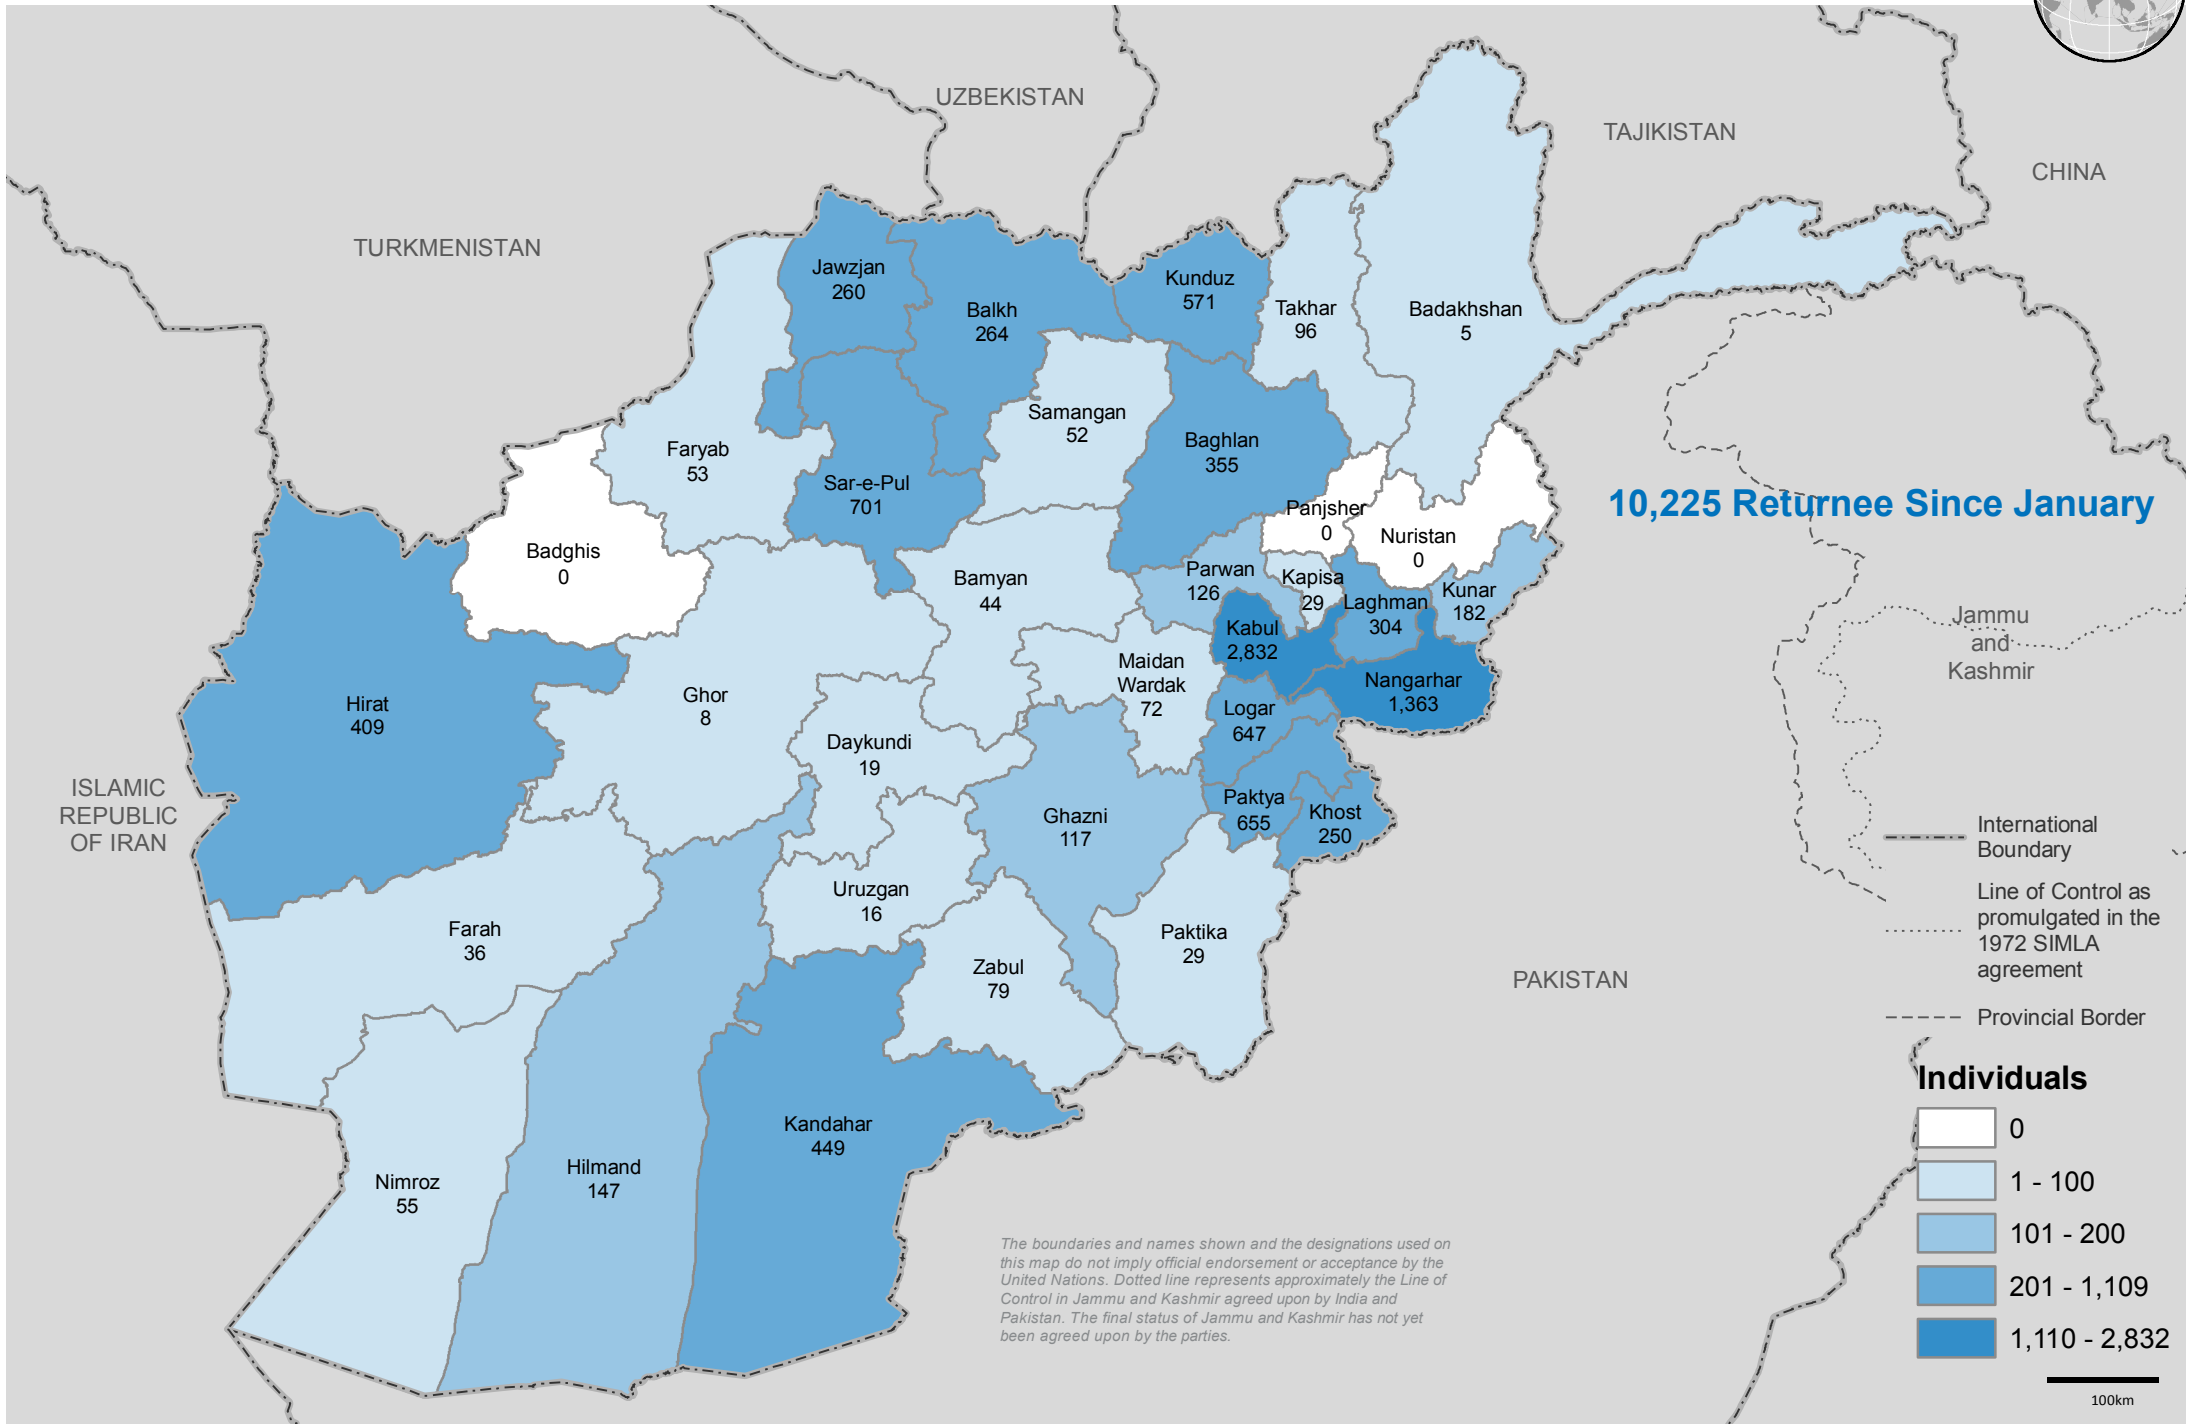 UZBEKISTAN
TAJIKISTAN
CHINA
TURKMENISTAN
Jawzjan
260
Balkh
264
Kunduz
571
Takhar
96
Badakhshan
5
Samangan
52
Baghlan
355
Faryab
53
Sar-e-Pul
701
Panjsher
0
Nuristan
0
10,225 Returnee Since January
Badghis
0
Bamyan
44
Parwan
126
Kapisa
29
Laghman
304
Kunar
182
Kabul
2,832
Jammu
and
Kashmir
Maidan
Wardak
72
Nangarhar
1,363
Hirat
409
Ghor
8
Logar
647
Daykundi
19
ISLAMIC
REPUBLIC
OF IRAN
Ghazni
117
Paktya
655
Khost
250
Uruzgan
16
Farah
36
Zabul
79
Paktika
29
PAKISTAN
Kandahar
449
Hilmand
147
Nimroz
55
International
Boundary
Line of Control as
promulgated in the
1972 SIMLA
agreement
Provincial Border
Individuals
0
1 - 100
101 - 200
201 - 1,109
1,110 - 2,832
100km
The boundaries and names shown and the designations used on
this map do not imply official endorsement or acceptance by the
United Nations. Dotted line represents approximately the Line of
Control in Jammu and Kashmir agreed upon by India and
Pakistan. The final status of Jammu and Kashmir has not yet
been agreed upon by the parties.